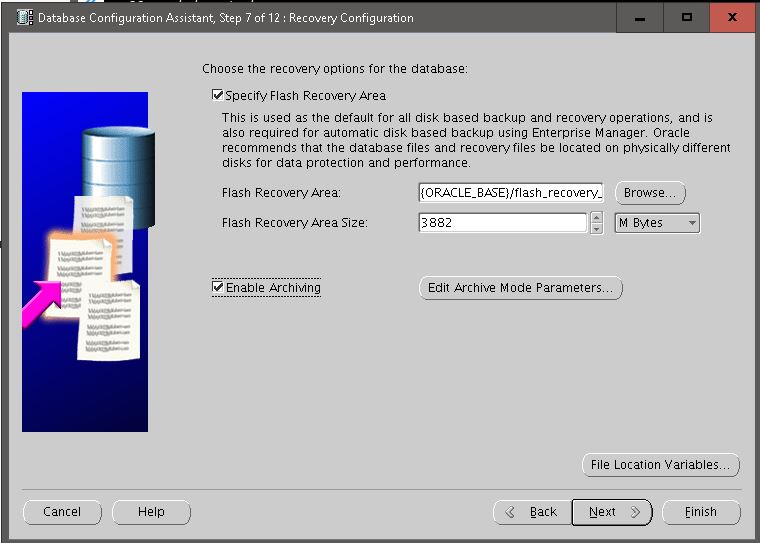 Database Configuration Assistant, Step 7 of 12 : Recovery Configuration
Choose the recovery options for the database:
Specify Flash Recovery Area
This is used as the default for all disk based backup and recovery operations, and is
also required for automatic disk based backup using Enterprise Manager. Oracle
recommends that the database files and recovery files be located on physically different
disks for data protection and performance.
Flash Recovery Area: {ORACLE_BASE}/flash_recovery_ Browse...
Flash Recovery Area Size: 3882 M Bytes
Enable Archiving Edit Archive Mode Parameters...
File Location Variables...
Cancel Help Back Next Finish